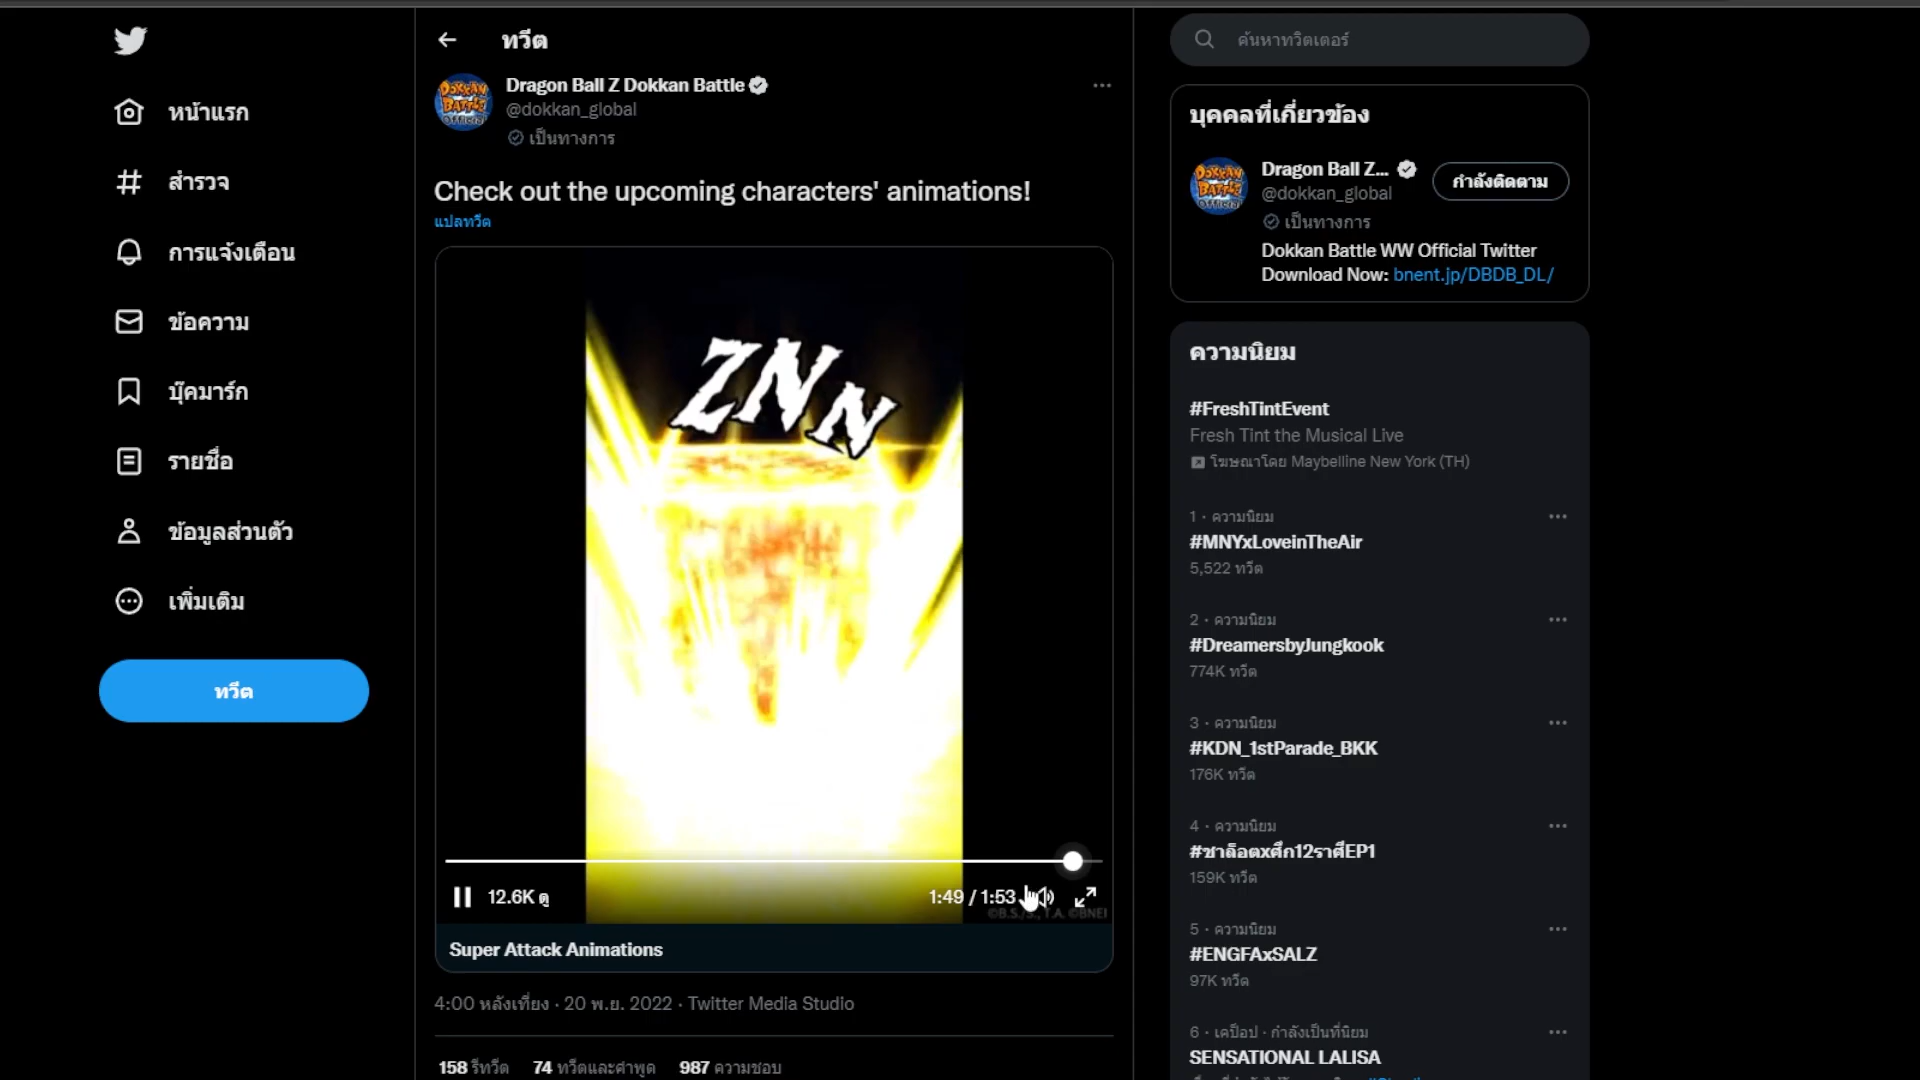 หน้าแรก
สำรวจ
การแจ้งเตือน
ข้อความ
บุ๊คมาร์ก
รายชื่อ
ข้อมูลส่วนตัว
เพิ่มเติม
ทวีต
ทวีต
Dragon Ball Z Dokkan Battle
@dokkan_global
เป็นทางการ
Check out the upcoming characters' animations!
แปลทวีต
ZNN
12.6K ดู
1:49 / 1:53
©BNEI
Super Attack Animations
4:00 หลังเที่ยง · 20 พ.ย. 2022 · Twitter Media Studio
158 รีทวีต 74 ทวีตและคำพูด 987 ความชอบ
ค้นหาทวิตเตอร์
บุคคลที่เกี่ยวข้อง
Dragon Ball Z...
กำลังติดตาม
@dokkan_global
เป็นทางการ
Dokkan Battle WW Official Twitter
Download Now: bnent.jp/DBDB_DL/
ความนิยม
#FreshTintEvent
Fresh Tint the Musical Live
โฆษณาโดย Maybelline New York (TH)
1 · ความนิยม
#MNYxLoveinTheAir
5,522 ทวีต
2 · ความนิยม
#DreamersbyJungkook
774K ทวีต
3 · ความนิยม
#KDN_1stParade_BKK
176K ทวีต
4 · ความนิยม
#ชาล็อตxศึก12ราศีEP1
159K ทวีต
5 · ความนิยม
#ENGFAxSALZ
97K ทวีต
6 · เคป็อป · กำลังเป็นที่นิยม
SENSATIONAL LALISA